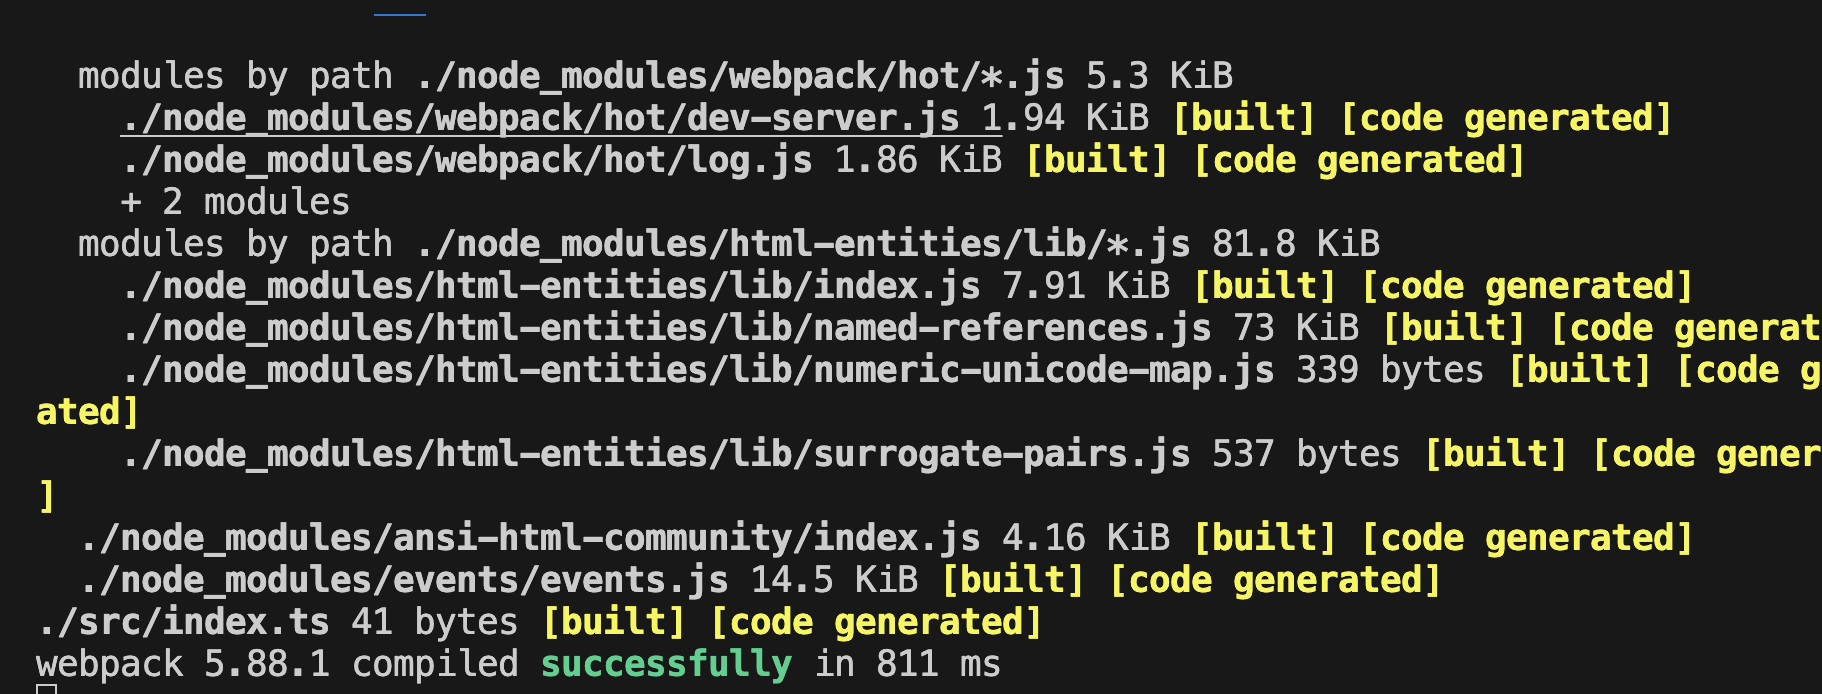 modules by path ./node_modules/webpack/hot/*.js 5.3 KiB
./node_modules/webpack/hot/dev-server.js 1.94 KiB [built] [code generated]
./node_modules/webpack/hot/log.js 1.86 KiB [built] [code generated]
+ 2 modules
modules by path ./node_modules/html-entities/lib/*.js 81.8 KiB
./node_modules/html-entities/lib/index.js 7.91 KiB [built] [code generated]
./node_modules/html-entities/lib/named-references.js 73 KiB [built] [code generat
./node_modules/html-entities/lib/numeric-unicode-map.js 339 bytes [built] [code g
ated]
./node_modules/html-entities/lib/surrogate-pairs.js 537 bytes [built] [code gener
]
./node_modules/ansi-html-community/index.js 4.16 KiB [built] [code generated]
./node_modules/events/events.js 14.5 KiB [built] [code generated]
./src/index.ts 41 bytes [built] [code generated]
webpack 5.88.1 compiled successfully in 811 ms